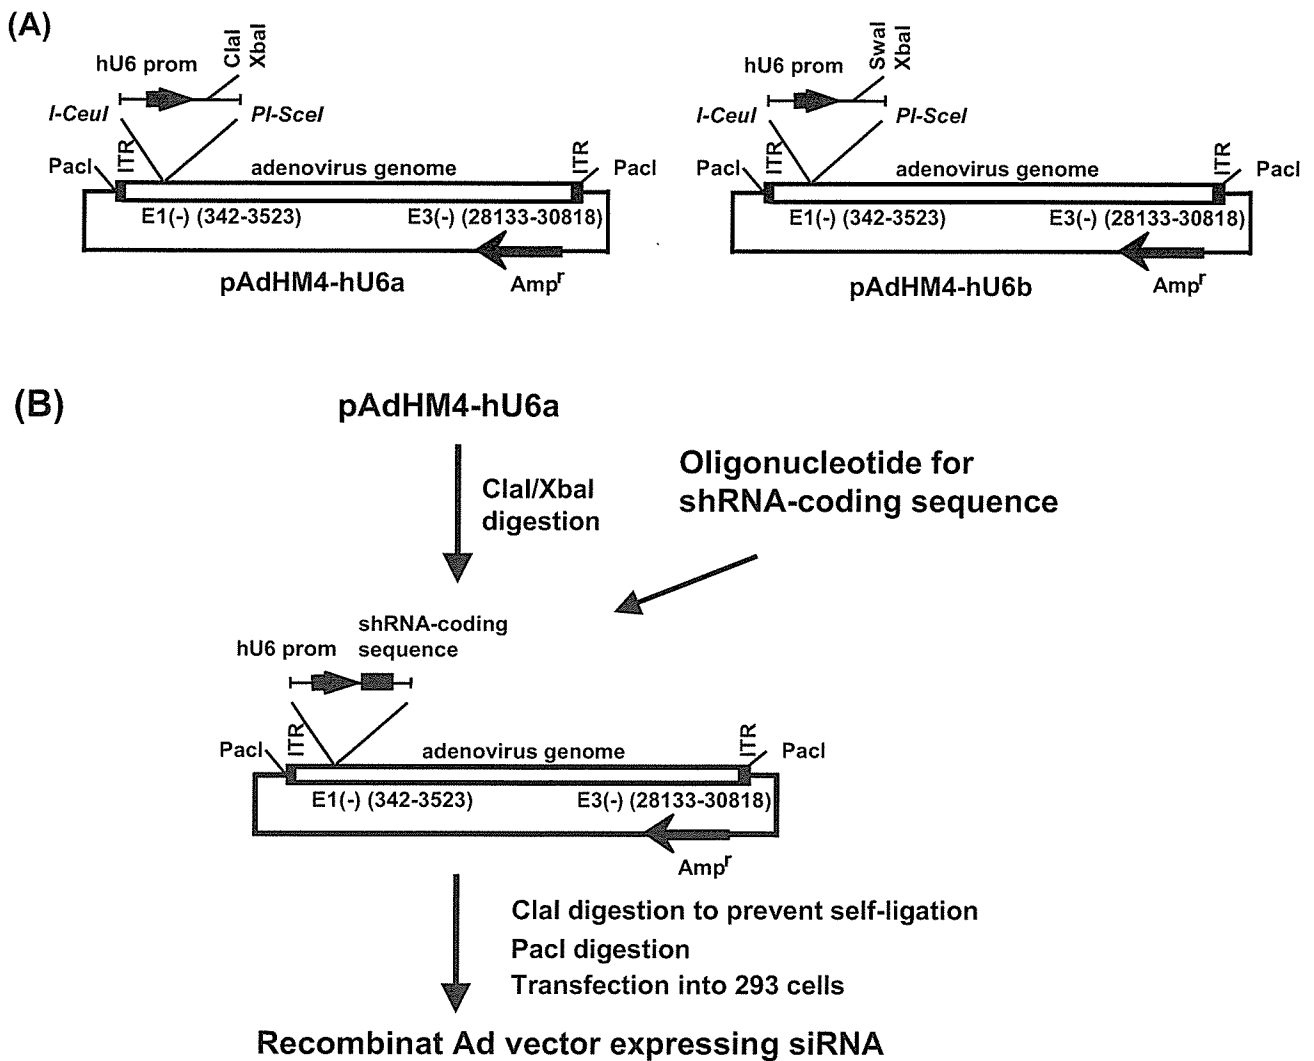 (A)
hU6 prom
ClaI
XbaI
I-CeuI
PI-SceI
PacI
ITR
adenovirus genome
ITR
PacI
E1(-) (342-3523)
E3(-) (28133-30818)
Ampr
pAdHM4-hU6a
hU6 prom
SwaI
XbaI
I-CeuI
PI-SceI
PacI
ITR
adenovirus genome
ITR
PacI
E1(-) (342-3523)
E3(-) (28133-30818)
Ampr
pAdHM4-hU6b
(B)
pAdHM4-hU6a
ClaI/XbaI
digestion
Oligonucleotide for
shRNA-coding sequence
hU6 prom
shRNA-coding
sequence
PacI
ITR
adenovirus genome
ITR
PacI
E1(-) (342-3523)
E3(-) (28133-30818)
Ampr
ClaI digestion to prevent self-ligation
PacI digestion
Transfection into 293 cells
Recombinat Ad vector expressing siRNA